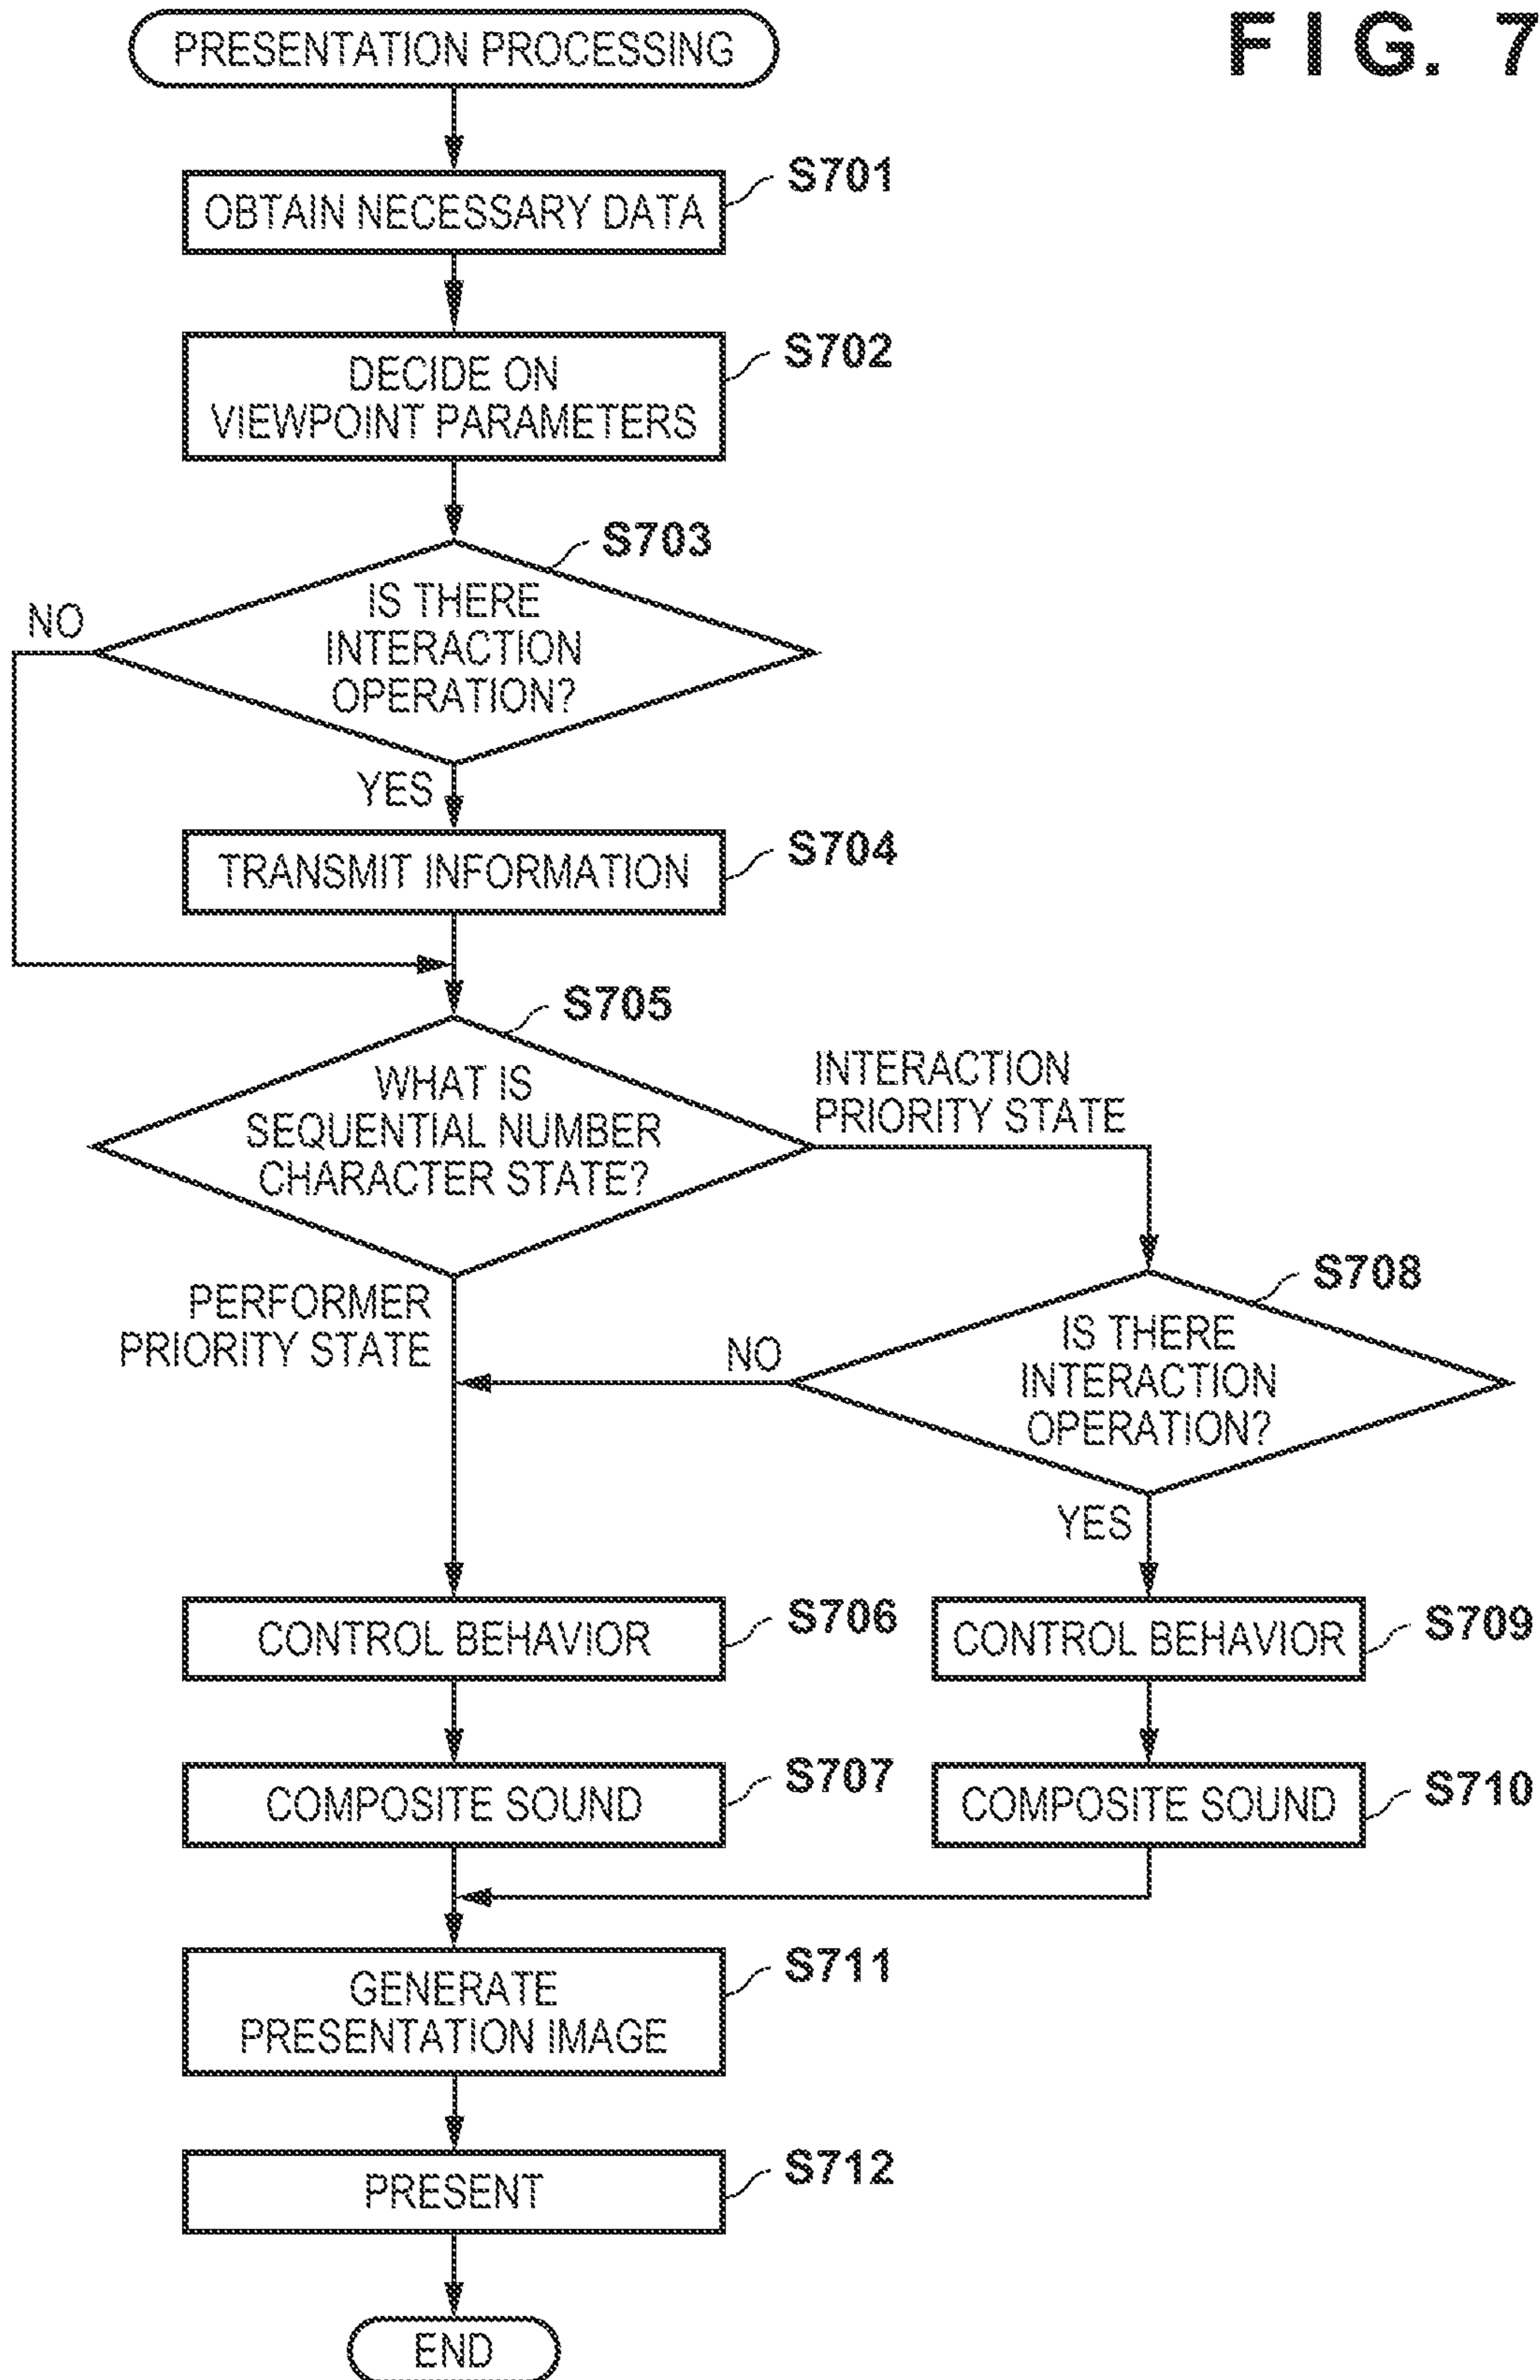 FIG. 7
PRESENTATION PROCESSING
S701
OBTAIN NECESSARY DATA
S702
DECIDE ON
VIEWPOINT PARAMETERS
S703
IS THERE
INTERACTION
OPERATION?
NO
YES
S704
TRANSMIT INFORMATION
S705
WHAT IS
SEQUENTIAL NUMBER
CHARACTER STATE?
INTERACTION
PRIORITY STATE
PERFORMER
PRIORITY STATE
S708
IS THERE
INTERACTION
OPERATION?
NO
YES
S706
CONTROL BEHAVIOR
S709
CONTROL BEHAVIOR
S707
COMPOSITE SOUND
S710
COMPOSITE SOUND
S711
GENERATE
PRESENTATION IMAGE
S712
PRESENT
END